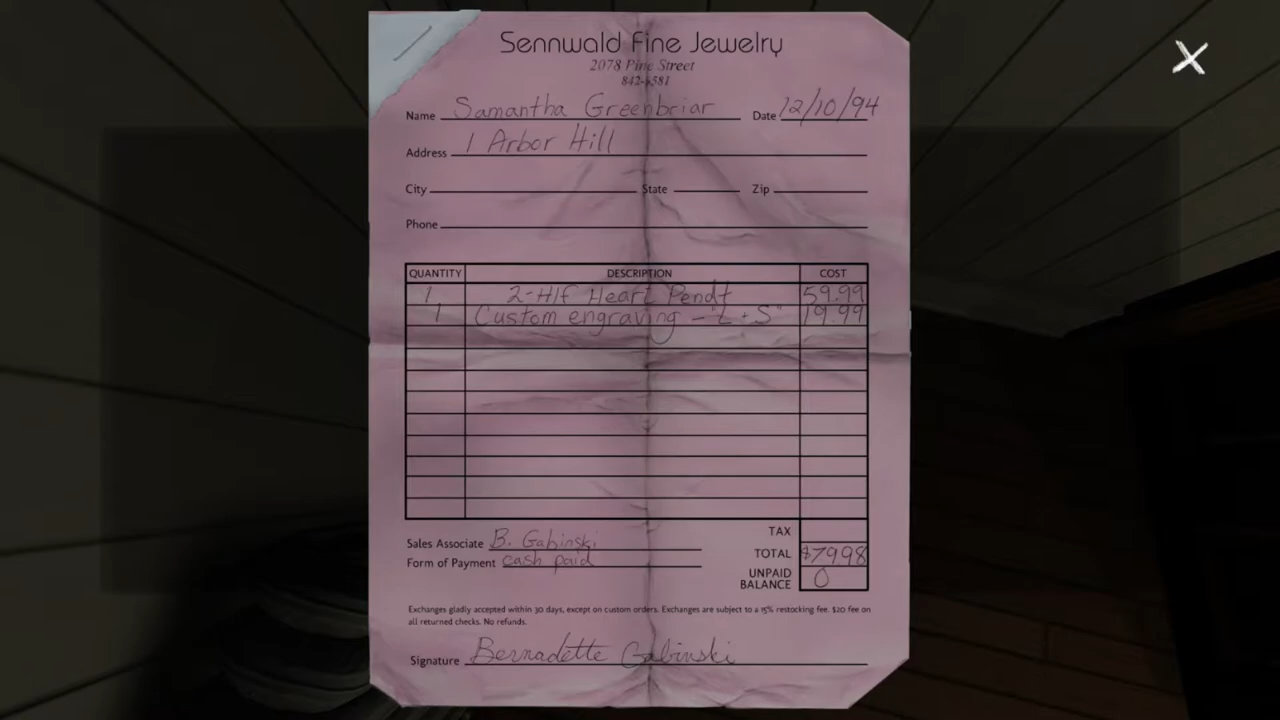 Sennwald Fine Jewelry
2078 Pine Street
842-5581
Name Samantha Greenbriar Date 12/10/94
Address 1 Arbor Hill
City State Zip
Phone
QUANTITY DESCRIPTION COST
1 2-Hlf Heart Pendt 59.99
1 Custom engraving - "L + S" 19.99
TAX
Sales Associate B. Gabinski
TOTAL $79.98
Form of Payment cash paid
UNPAID BALANCE 0
Exchanges gladly accepted within 30 days, except on custom orders. Exchanges are subject to a 15% restocking fee. $20 fee on
all returned checks. No refunds.
Signature Bernadette Gabinski